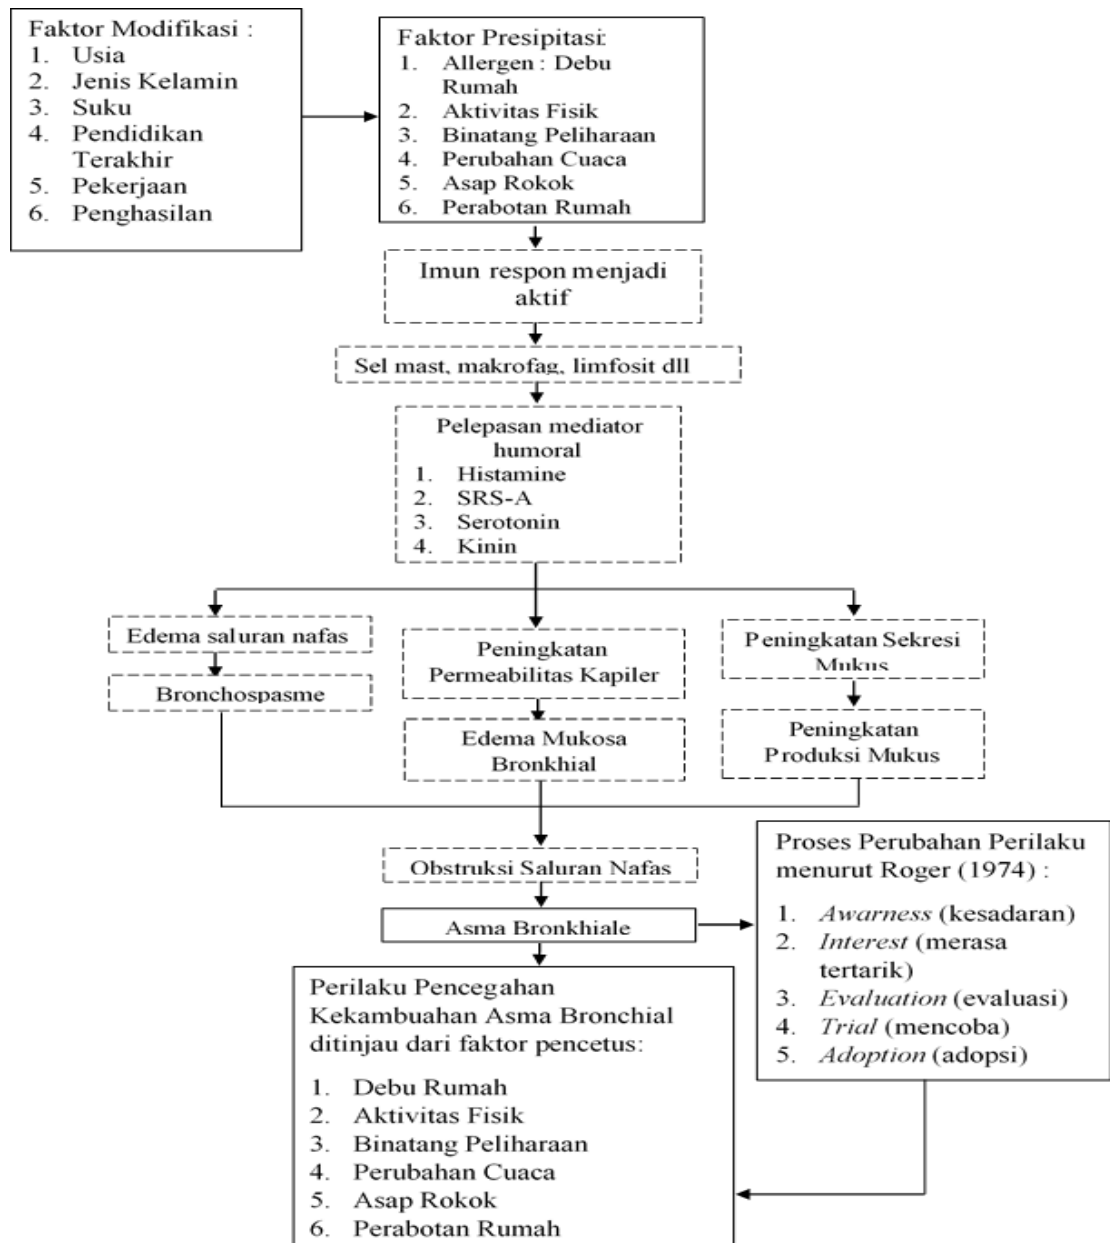 Faktor Modifikasi :
1. Usia
2. Jenis Kelamin
3. Suku
4. Pendidikan
Terakhir
5. Pekerjaan
6. Penghasilan
Faktor Presipitasi:
1. Allergen : Debu
Rumah
2. Aktivitas Fisik
3. Binatang Peliharaan
4. Perubahan Cuaca
5. Asap Rokok
6. Perabotan Rumah
Imun respon menjadi
aktif
Sel mast, makrofag, limfosit dll
Pelepasan mediator
humoral
1. Histamine
2. SRS-A
3. Serotonin
4. Kinin
Edema saluran nafas
Bronchospasme
Peningkatan
Permeabilitas Kapiler
Edema Mukosa
Bronkhial
Peningkatan Sekresi
Mukus
Peningkatan
Produksi Mukus
Obstruksi Saluran Nafas
Asma Bronkhiale
Proses Perubahan Perilaku
menurut Roger (1974) :
1. Awarness (kesadaran)
2. Interest (merasa
tertarik)
3. Evaluation (evaluasi)
4. Trial (mencoba)
5. Adoption (adopsi)
Perilaku Pencegahan
Kekambuahan Asma Bronchial
ditinjau dari faktor pencetus:
1. Debu Rumah
2. Aktivitas Fisik
3. Binatang Peliharaan
4. Perubahan Cuaca
5. Asap Rokok
6. Perabotan Rumah